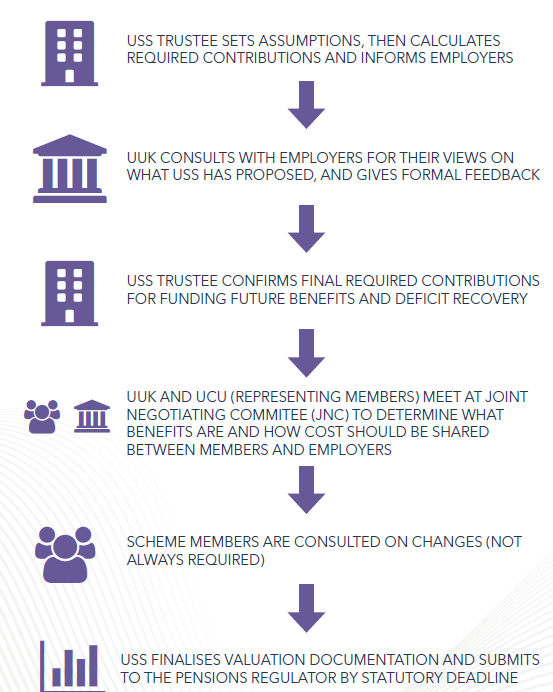 USS TRUSTEE SETS ASSUMPTIONS, THEN CALCULATES
REQUIRED CONTRIBUTIONS AND INFORMS EMPLOYERS
UUK CONSULTS WITH EMPLOYERS FOR THEIR VIEWS ON
WHAT USS HAS PROPOSED, AND GIVES FORMAL FEEDBACK
USS TRUSTEE CONFIRMS FINAL REQUIRED CONTRIBUTIONS
FOR FUNDING FUTURE BENEFITS AND DEFICIT RECOVERY
UUK AND UCU (REPRESENTING MEMBERS) MEET AT JOINT
NEGOTIATING COMMITEE (JNC) TO DETERMINE WHAT
BENEFITS ARE AND HOW COST SHOULD BE SHARED
BETWEEN MEMBERS AND EMPLOYERS
SCHEME MEMBERS ARE CONSULTED ON CHANGES (NOT
ALWAYS REQUIRED)
USS FINALISES VALUATION DOCUMENTATION AND SUBMITS
TO THE PENSIONS REGULATOR BY STATUTORY DEADLINE